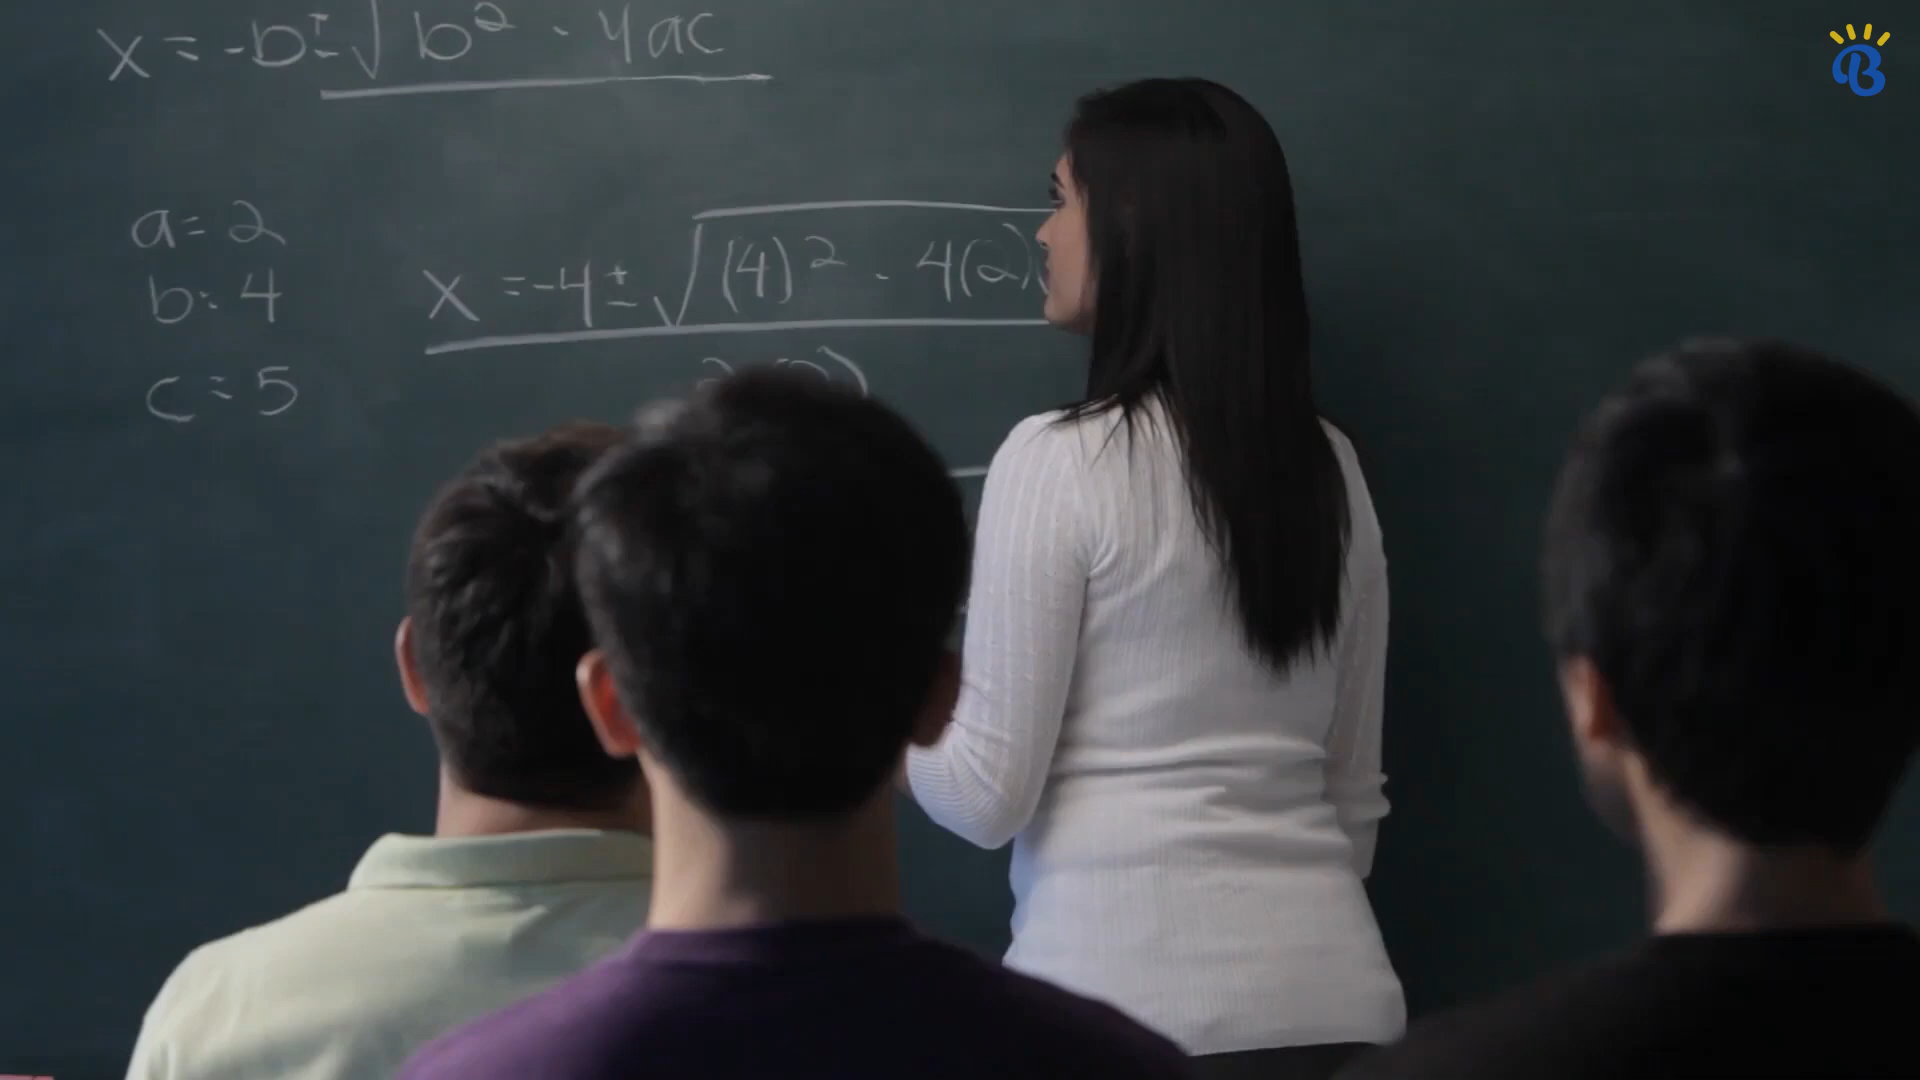 x = -b ± √b² - 4ac
a = 2
b: 4
x = -4 ± √(4)² - 4(2)
c = 5
B